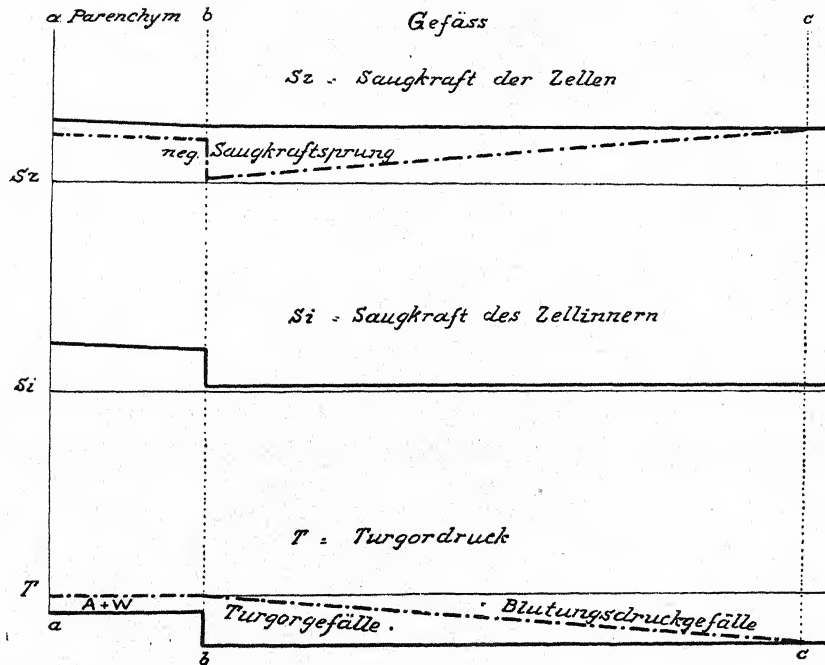 a Parenchym b Gefäss c
Sz = Saugkraft der Zellen
neg. Saugkraftsprung
Sz
Si = Saugkraft des Zellinnern
Si
T = Turgordruck
T
A+W
Turgorgefälle. Blutungsdruckgefälle
a
b
c